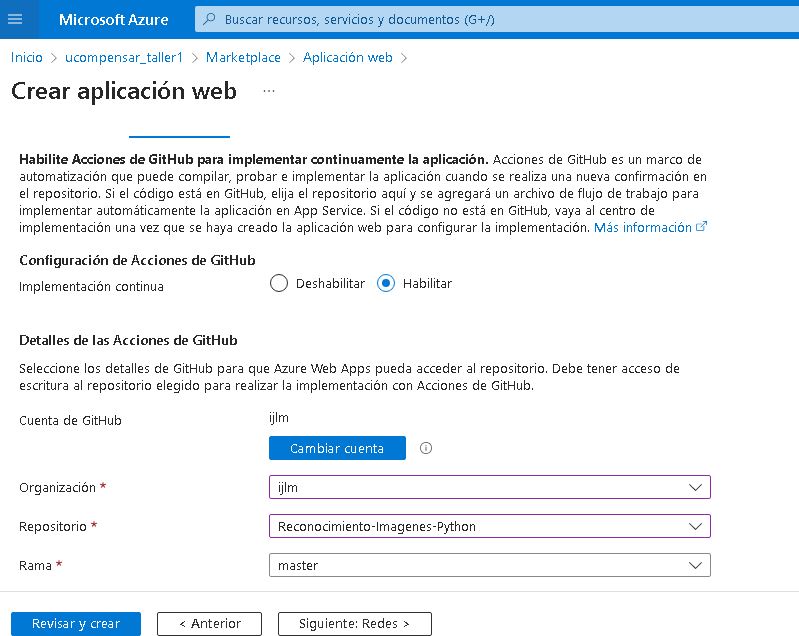 Microsoft Azure
Buscar recursos, servicios y documentos (G+/)
Inicio > ucompensar_taller1 > Marketplace > Aplicación web >
Crear aplicación web ...
Habilite Acciones de GitHub para implementar continuamente la aplicación. Acciones de GitHub es un marco de
automatización que puede compilar, probar e implementar la aplicación cuando se realiza una nueva confirmación en
el repositorio. Si el código está en GitHub, elija el repositorio aquí y se agregará un archivo de flujo de trabajo para
implementar automáticamente la aplicación en App Service. Si el código no está en GitHub, vaya al centro de
implementación una vez que se haya creado la aplicación web para configurar la implementación. Más información
Configuración de Acciones de GitHub
Implementación continua Deshabilitar Habilitar
Detalles de las Acciones de GitHub
Seleccione los detalles de GitHub para que Azure Web Apps pueda acceder al repositorio. Debe tener acceso de
escritura al repositorio elegido para realizar la implementación con Acciones de GitHub.
Cuenta de GitHub ijlm
Cambiar cuenta
Organización * ijlm
Repositorio * Reconocimiento-Imagenes-Python
Rama * master
Revisar y crear < Anterior Siguiente: Redes >